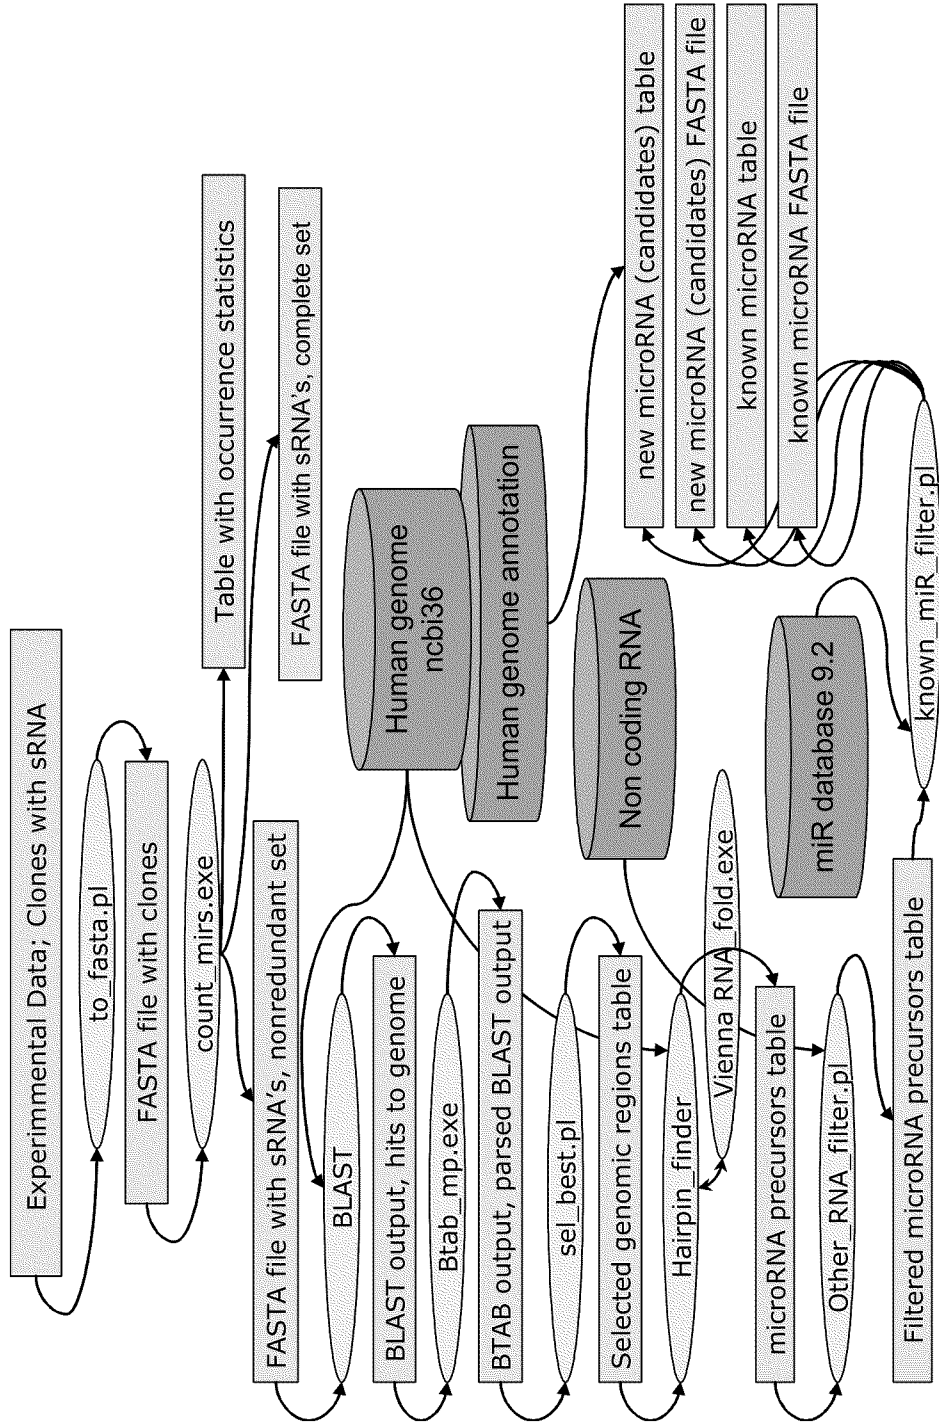 Experimental Data; Clones with sRNA
to_fasta.pl
FASTA file with clones
count_mirs.exe
Table with occurrence statistics
FASTA file with sRNA's, complete set
FASTA file with sRNA's, nonredundant set
BLAST
BLAST output, hits to genome
Btab_mp.exe
BTAB output, parsed BLAST output
sel_best.pl
Selected genomic regions table
Hairpin_finder
Vienna RNA_fold.exe
microRNA precursors table
Other_RNA_filter.pl
Filtered microRNA precursors table
Human genome
ncbi36
Human genome annotation
Non coding RNA
miR database 9.2
known_miR_filter.pl
new microRNA (candidates) table
new microRNA (candidates) FASTA file
known microRNA table
known microRNA FASTA file